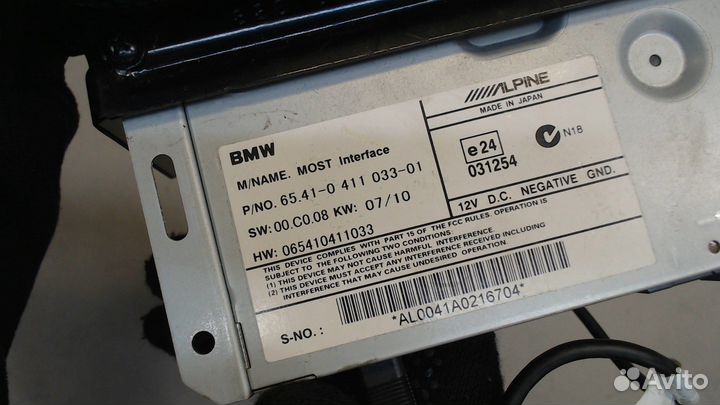 BMW
M/NAME. MOST Interface
P/NO. 65.41-0 411 033-01
SW: 00.C0.08 KW: 07/10
HW: 065410411033
ALPINE
MADE IN JAPAN
e24
031254
N18
12V D.C. NEGATIVE GND.
THIS DEVICE COMPLIES WITH PART 15 OF THE FCC RULES. OPERATION IS
SUBJECT TO THE FOLLOWING TWO CONDITIONS:
(1) THIS DEVICE MAY NOT CAUSE HARMFUL INTERFERENCE.
(2) THIS DEVICE MUST ACCEPT ANY INTERFERENCE RECEIVED INCLUDING
INTERFERENCE THAT MAY CAUSE UNDESIRED OPERATION
S-NO.:
*AL0041A0216704*
Avito